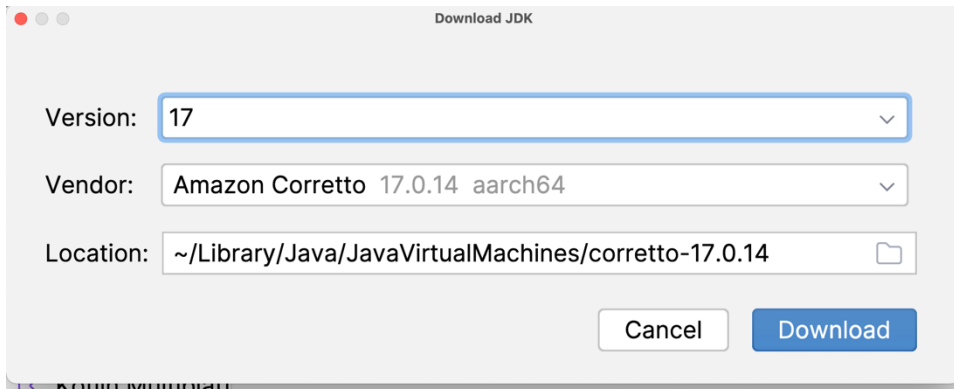 Download JDK
Version: 17
Vendor: Amazon Corretto 17.0.14 aarch64
Location: ~/Library/Java/JavaVirtualMachines/corretto-17.0.14
Cancel Download